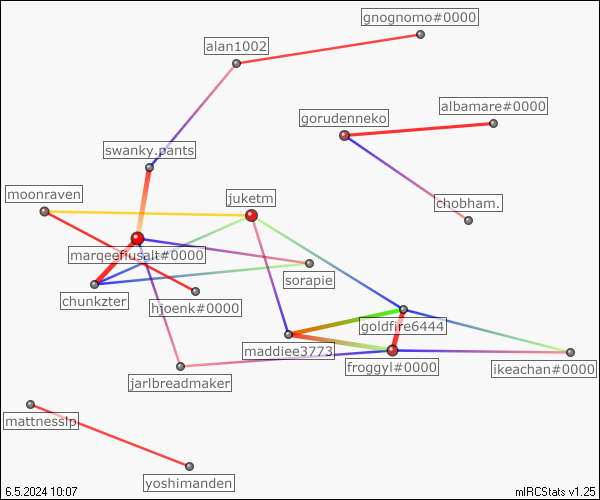 gnognomo#0000
alan1002
albamare#0000
gorudenneko
swanky.pants
moonraven
juketm
chobham.
marqeefiusalt#0000
sorapie
chunkzter
hjoenk#0000
goldfire6444
maddiee3773
froggyl#0000
ikeachan#0000
jarlbreadmaker
mattnesslp
yoshimanden
6.5.2024 10:07
mIRCStats v1.25